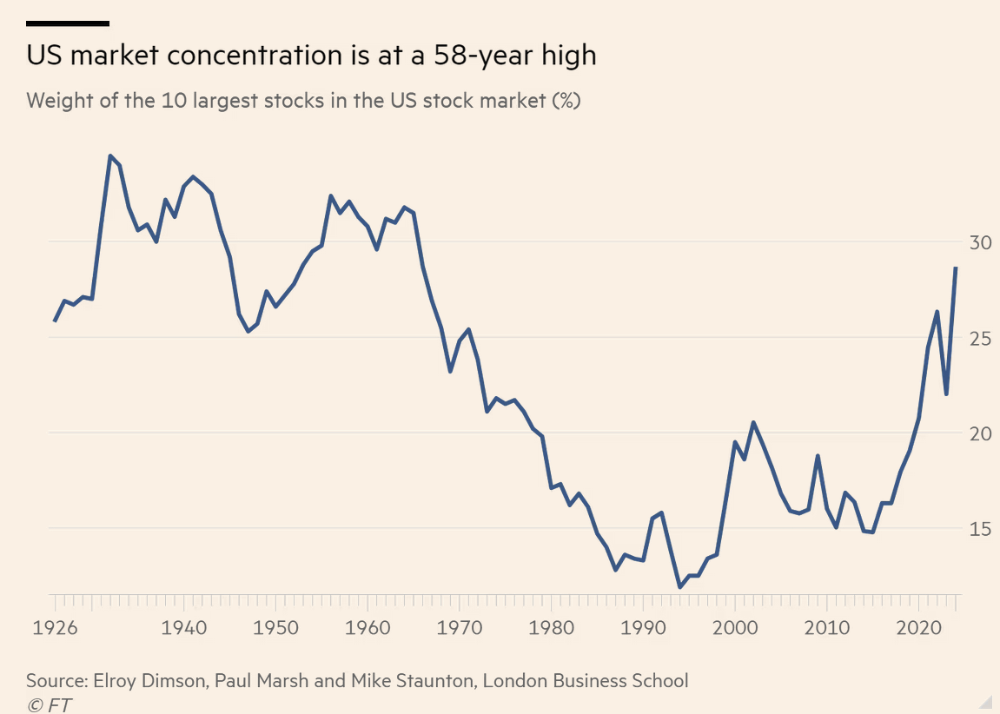 US market concentration is at a 58-year high
Weight of the 10 largest stocks in the US stock market (%)
30
25
20
15
1926 1940 1950 1960 1970 1980 1990 2000 2010 2020
Source: Elroy Dimson, Paul Marsh and Mike Staunton, London Business School
© FT